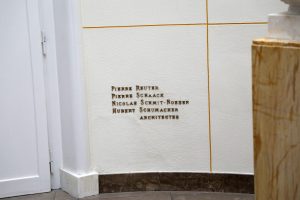 PIERRE REUTER
PIERRE SCHAACK
NICOLAS SCHMIT-NOESEN
HUBERT SCHUMACHER
ARCHITECTES